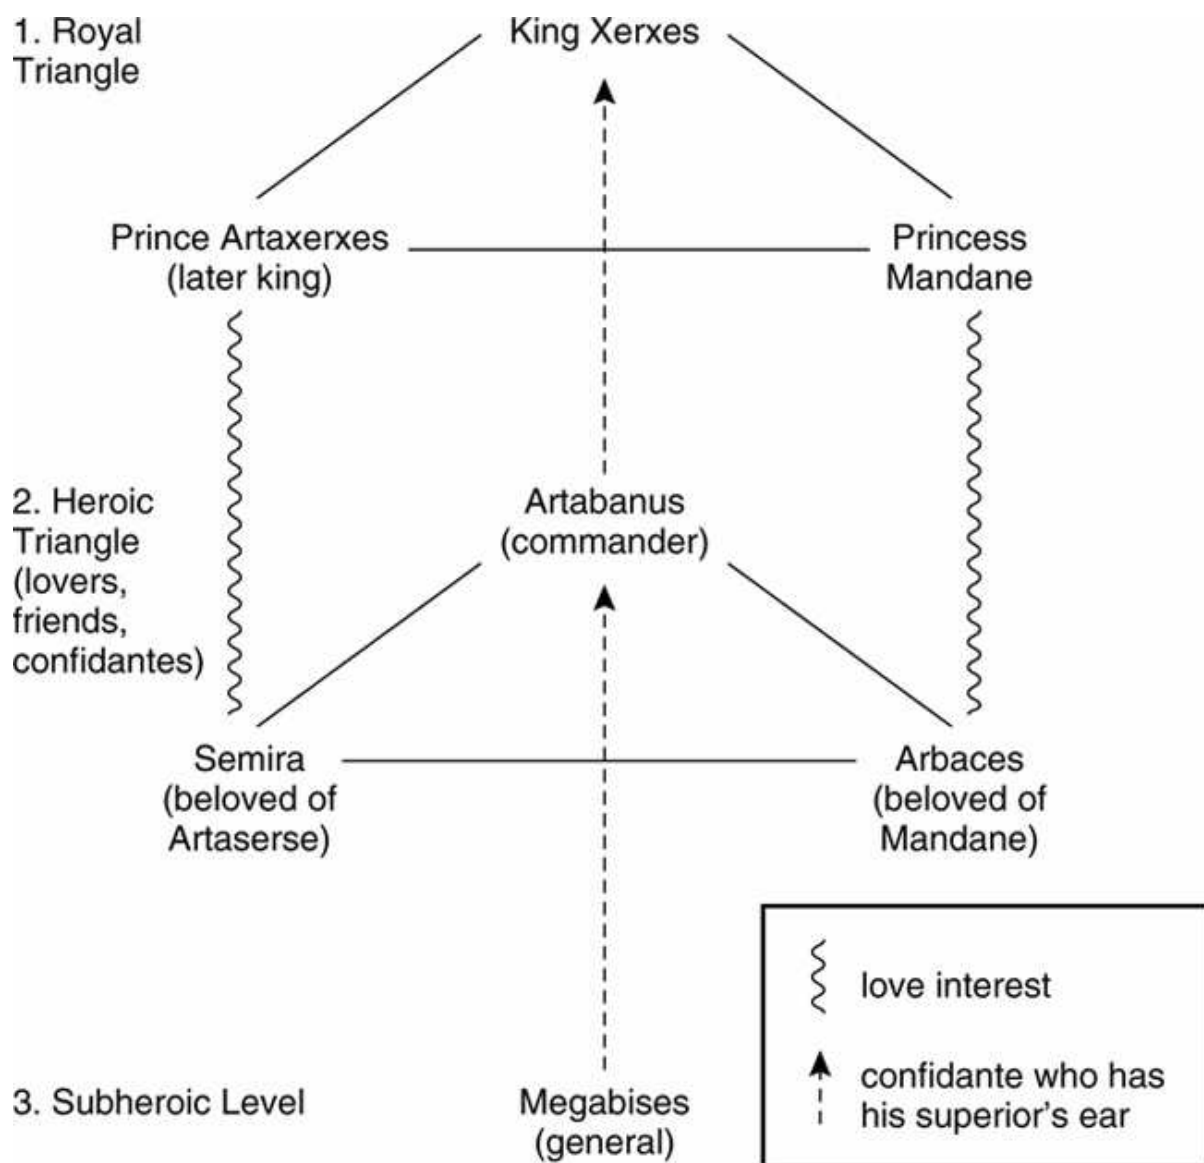 1. Royal
Triangle
King Xerxes
Prince Artaxerxes
(later king)
Princess
Mandane
2. Heroic
Triangle
(lovers,
friends,
confidantes)
Artabanus
(commander)
Semira
(beloved of
Artaserse)
Arbaces
(beloved of
Mandane)
love interest
confidante who has
his superior's ear
3. Subheroic Level
Megabises
(general)